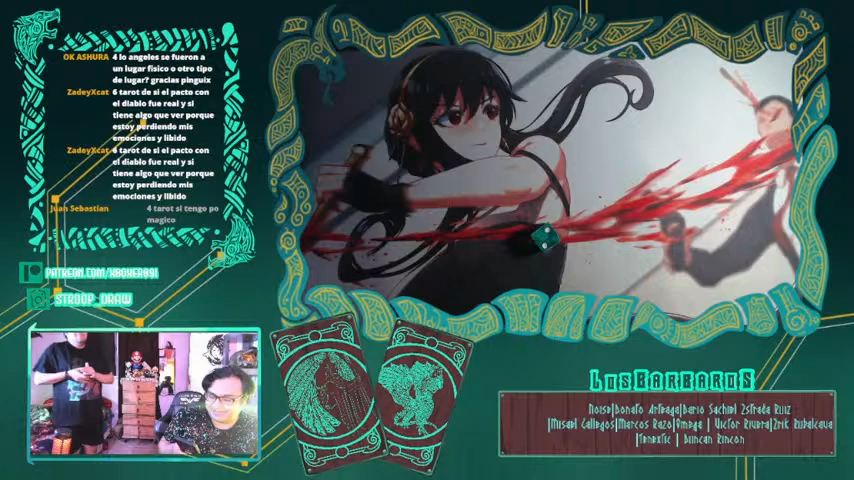 OK ASHURA 4 lo angeles se fueron a
un lugar físico o otro tipo
de lugar? gracias pinguix
ZadeyXcat 6 tarot de si el pacto con
el diablo fue real y si
tiene algo que ver porque
estoy perdiendo mis
emociones y libido
ZadeyXcat 6 tarot de si el pacto con
el diablo fue real y si
tiene algo que ver porque
estoy perdiendo mis
emociones y libido
Juan Sebastian 4 tarot si tengo po
magico
PATREON.COM/XBOXER091
STROOP_DRAW
LOSBARBAROS
Noise|Donato Arteaga|Dario Sachiel Estrada Ruiz
|Misael Gallegos|Marcos Razo|Omega | Victor Rivera|Erik Rubalcava
| Duncan Rincon